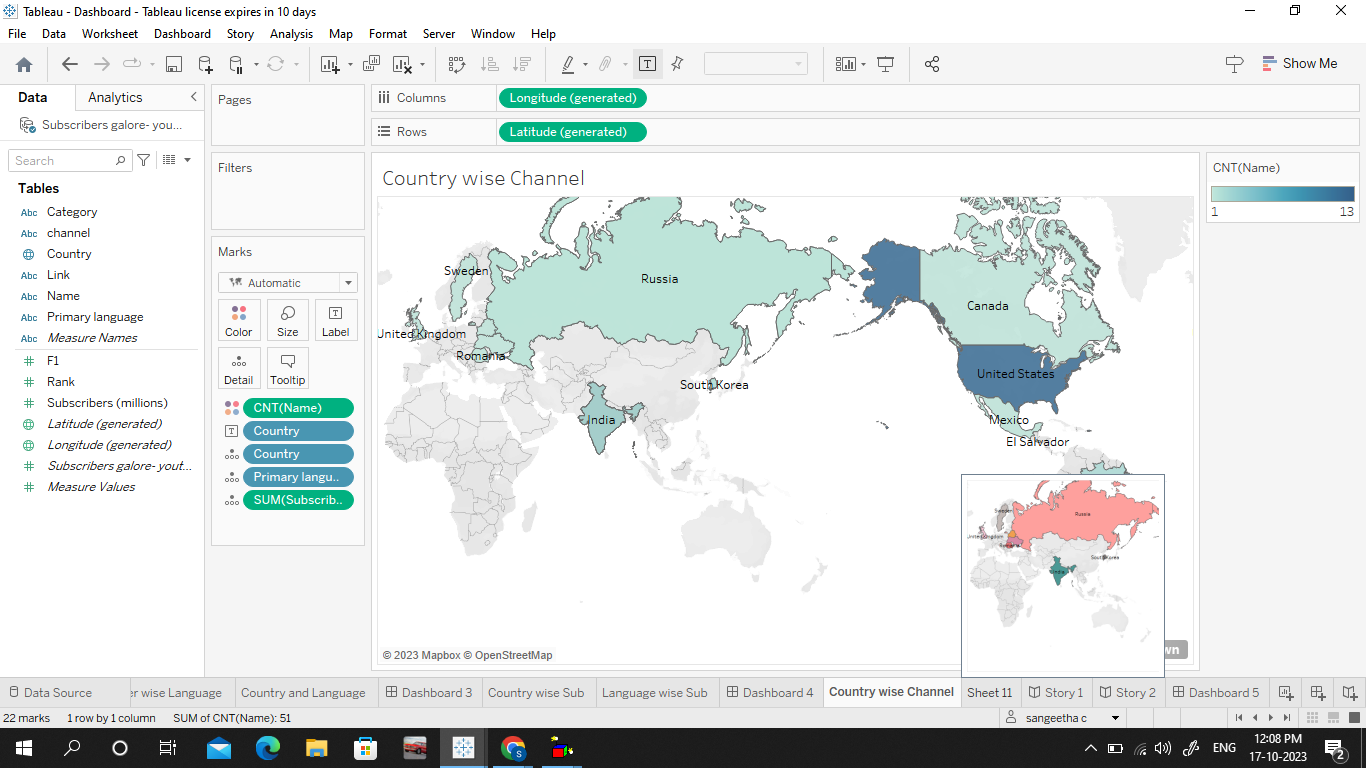 Tableau - Dashboard - Tableau license expires in 10 days
File Data Worksheet Dashboard Story Analysis Map Format Server Window Help
Show Me
Data Analytics
Subscribers galore- you...
Search
Tables
Abc Category
Abc channel
Country
Abc Link
Abc Name
Abc Primary language
Abc Measure Names
# F1
# Rank
# Subscribers (millions)
Latitude (generated)
Longitude (generated)
# Subscribers galore- yout...
# Measure Values
Pages
Filters
Marks
Automatic
Color Size Label
Detail Tooltip
CNT(Name)
Country
Country
Primary langu..
SUM(Subscrib..
Columns Longitude (generated)
Rows Latitude (generated)
Country wise Channel
Sweden
Russia
Canada
United Kingdom
Romania
United States
South Korea
India
Mexico
El Salvador
Sweden
Russia
United Kingdom
Romania
South Korea
India
wn
© 2023 Mapbox © OpenStreetMap
CNT(Name)
1 13
Data Source er wise Language Country and Language Dashboard 3 Country wise Sub Language wise Sub Dashboard 4 Country wise Channel Sheet 11 Story 1 Story 2 Dashboard 5
22 marks 1 row by 1 column SUM of CNT(Name): 51 sangeetha c
ENG
12:08 PM
17-10-2023
2